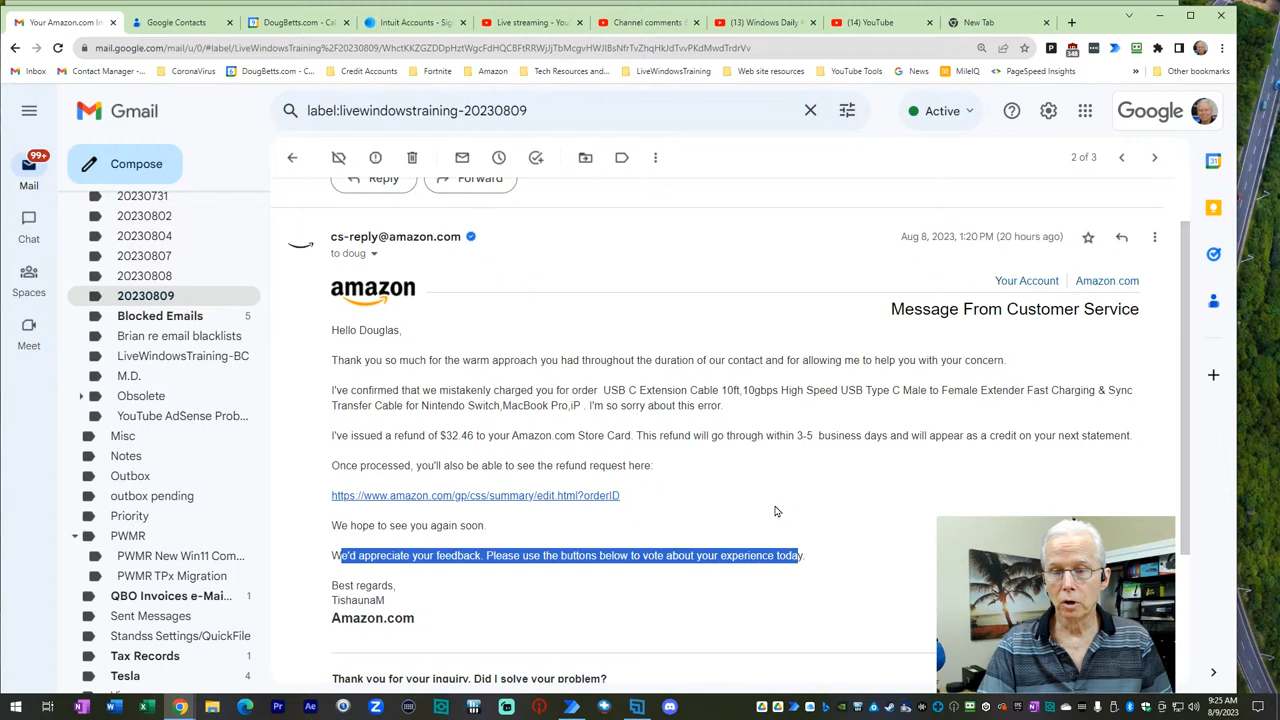 Your Amazon.com In
Google Contacts
DougBetts.com - Cal
Intuit Accounts - Sig
Live streaming - You
Channel comments &
(13) Windows Daily
(14) YouTube
New Tab
mail.google.com/mail/u/0/#label/LiveWindowsTraining%2F20230809/
348
Inbox
Contact Manager -...
CoronaVirus
DougBetts.com - C...
Credit Accounts
Fortnite
Amazon
Tech Resources and...
LiveWindowsTraining
Web site resources
YouTube Tools
News
MileIQ
PageSpeed Insights
»
Other bookmarks
Gmail
label:livewindowstraining-20230809
Active
Google
99+
Mail
Chat
Spaces
Meet
Compose
20230731
20230802
20230804
20230807
20230808
20230809
Blocked Emails 5
Brian re email blacklists
LiveWindowsTraining-BC
M.D.
Obsolete
YouTube AdSense Prob...
Misc
Notes
Outbox
outbox pending
Priority
PWMR
PWMR New Win11 Com...
PWMR TPx Migration
QBO Invoices e-Mai... 1
Sent Messages
Standss Settings/QuickFile
Tax Records 1
Tesla 4
2 of 3
Reply
Forward
cs-reply@amazon.com
Aug 8, 2023, 1:20 PM (20 hours ago)
to doug
amazon
Your Account | Amazon.com
Message From Customer Service
Hello Douglas,
Thank you so much for the warm approach you had throughout the duration of our contact and for allowing me to help you with your concern.
I've confirmed that we mistakenly charged you for order USB C Extension Cable 10ft,10gbps High Speed USB Type C Male to Female Extender Fast Charging & Sync
Transfer Cable for Nintendo Switch,MacBook Pro,iP . I'm so sorry about this error.
I've issued a refund of $32.46 to your Amazon.com Store Card. This refund will go through within 3-5 business days and will appear as a credit on your next statement.
Once processed, you'll also be able to see the refund request here:
https://www.amazon.com/gp/css/summary/edit.html?orderID
We hope to see you again soon.
We'd appreciate your feedback. Please use the buttons below to vote about your experience today.
Best regards,
TishaunaM
Amazon.com
Thank you for your inquiry. Did I solve your problem?
9:25 AM
8/9/2023